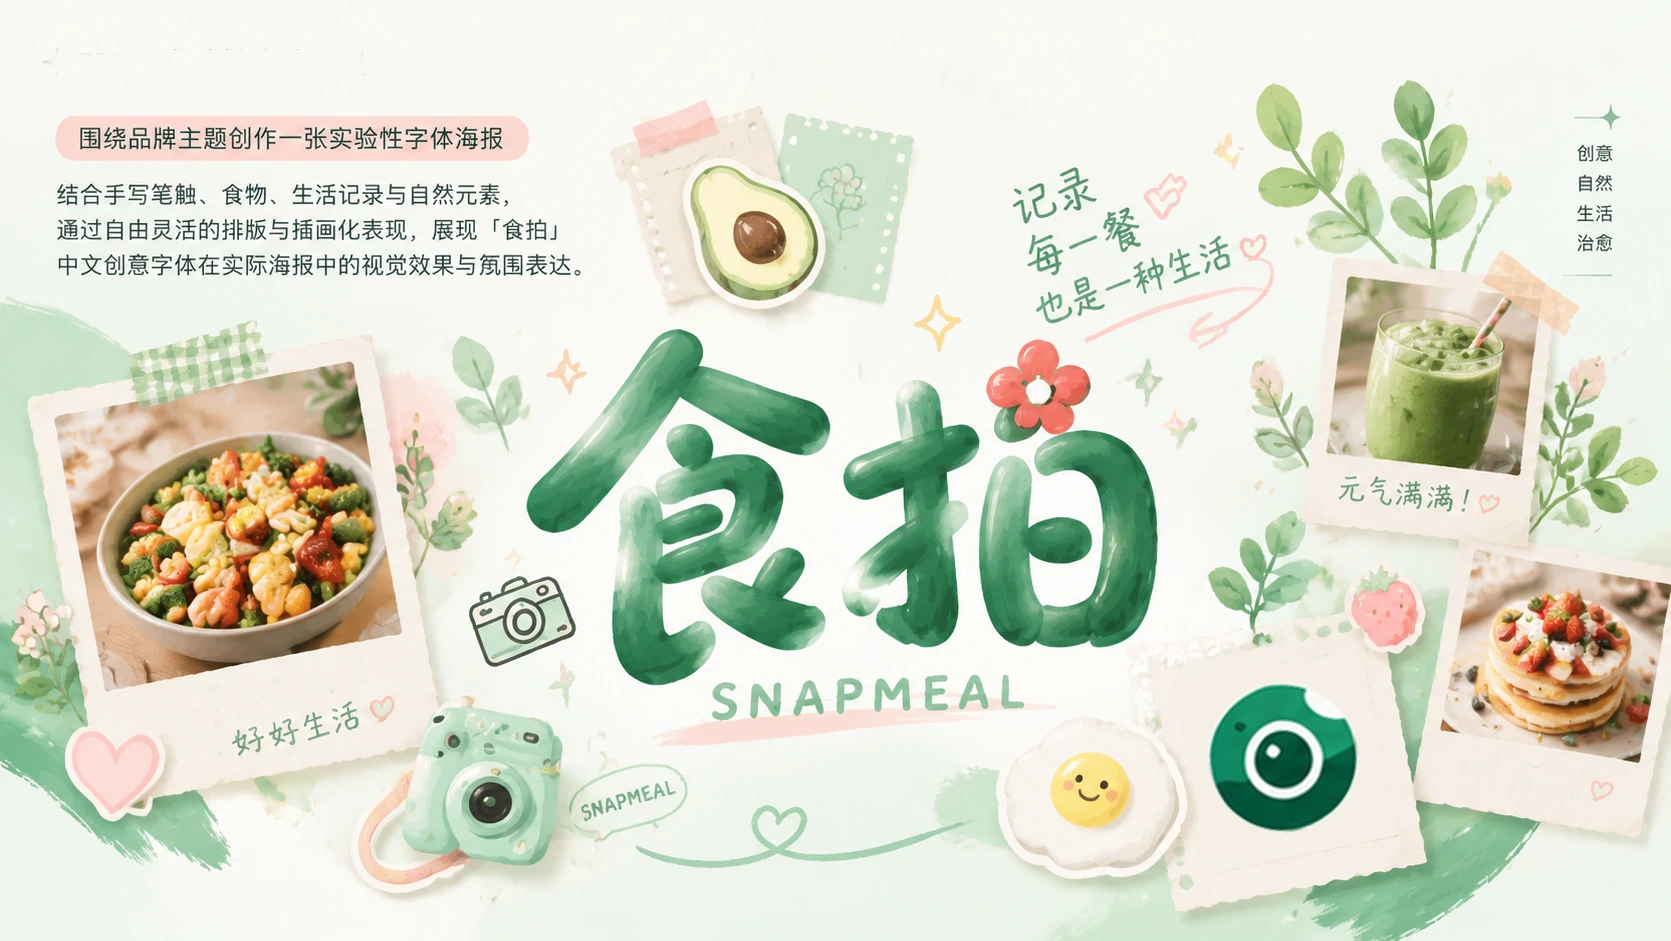 围绕品牌主题创作一张实验性字体海报
结合手写笔触、食物、生活记录与自然元素，
通过自由灵活的排版与插画化表现，展现「食拍」
中文创意字体在实际海报中的视觉效果与氛围表达。
记录
每一餐
也是一种生活
创意
自然
生活
治愈
食拍
SNAPMEAL
元气满满！
好好生活
SNAPMEAL